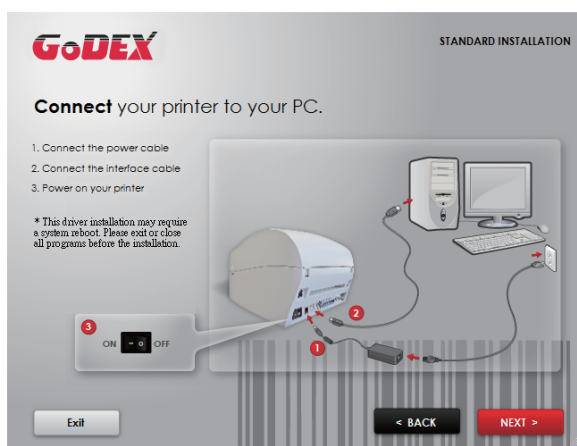 GoDEX
STANDARD INSTALLATION
Connect your printer to your PC.
1. Connect the power cable
2. Connect the interface cable
3. Power on your printer
* This driver installation may require
a system reboot. Please exit or close
all programs before the installation.
3
ON - o OFF
2
1
Exit
< BACK
NEXT >